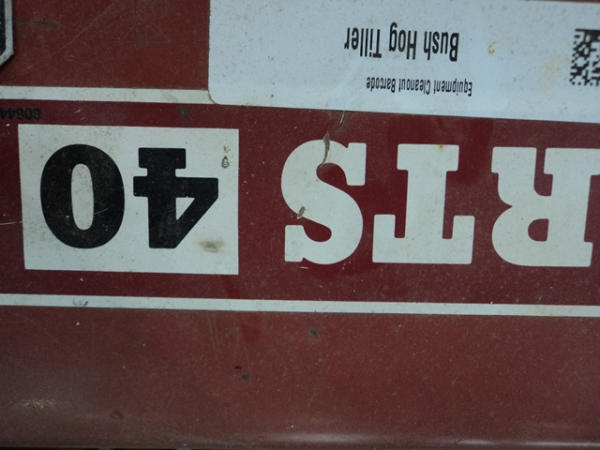 RTS 40
Equipment Cleanout Barcode
Bush Hog Tiller